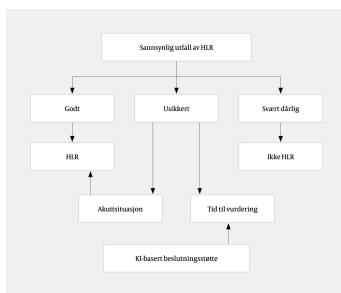 Sannsynlig utfall av HLR
Godt
Usikkert
Svært dårlig
HLR
Ikke HLR
Akuttsituasjon
Tid til vurdering
KI-basert beslutningsstøtte